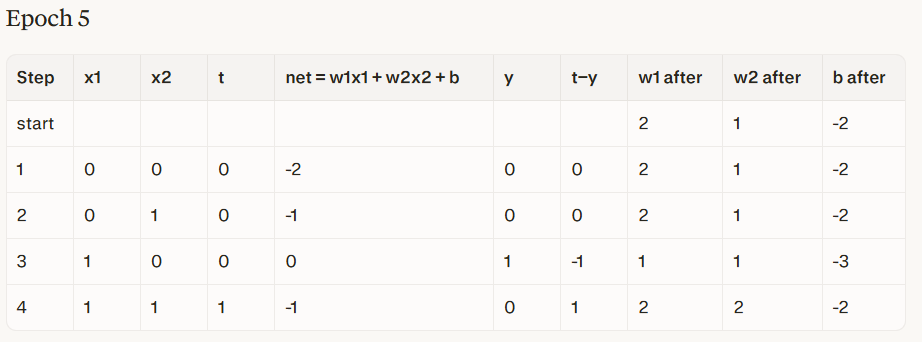 Epoch 5
Step x1 x2 t net = w1x1 + w2x2 + b y t−y w1 after w2 after b after
start 2 1 -2
1 0 0 0 -2 0 0 2 1 -2
2 0 1 0 -1 0 0 2 1 -2
3 1 0 0 0 1 -1 1 1 -3
4 1 1 1 -1 0 1 2 2 -2